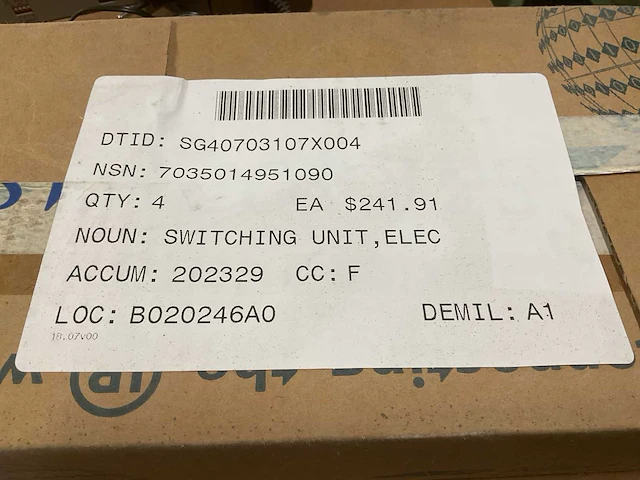 DTID: SG40703107X004
NSN: 7035014951090
QTY: 4 EA $241.91
NOUN: SWITCHING UNIT,ELEC
ACCUM: 202329 CC: F
LOC: B020246A0 DEMIL: A1
18.07v00